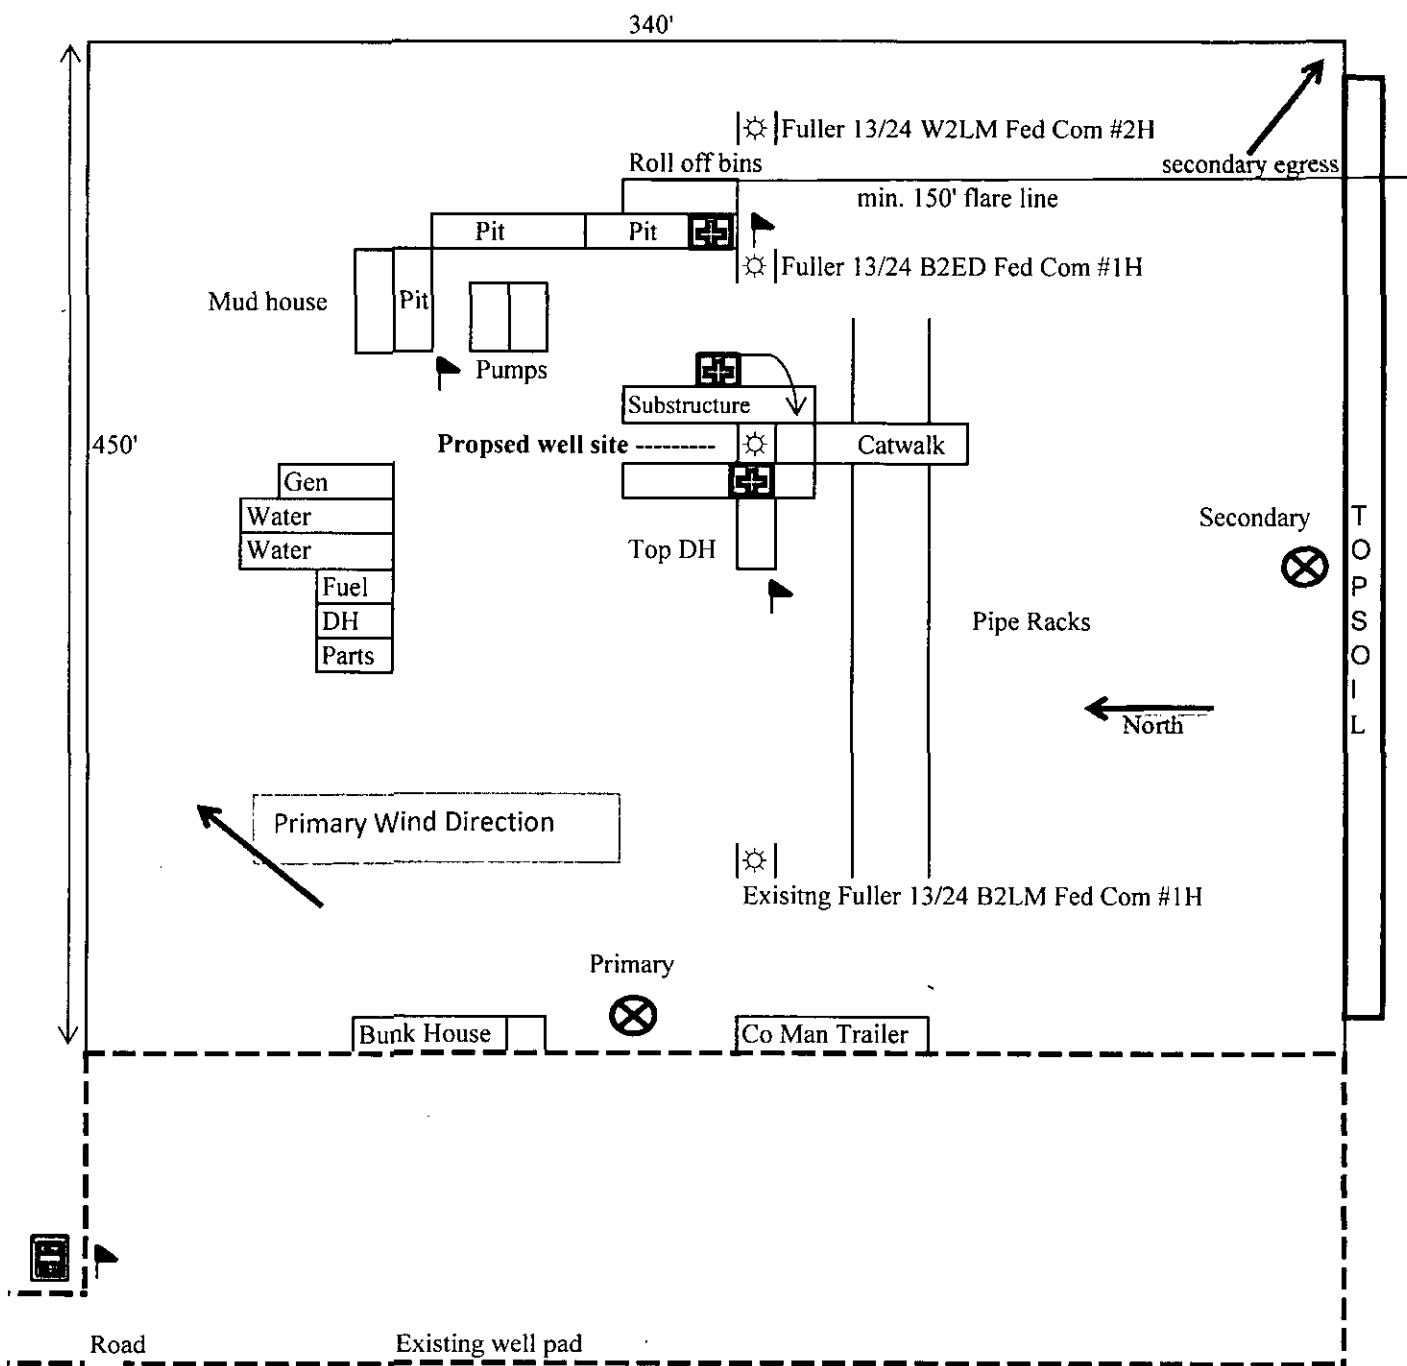 340'
Fuller 13/24 W2LM Fed Com #2H
Roll off bins
secondary egress
min. 150' flare line
Pit
Pit
Fuller 13/24 B2ED Fed Com #1H
Mud house
Pit
Pumps
Substructure
450'
Propsed well site ---------
Catwalk
Gen
Water
Water
Fuel
DH
Parts
Top DH
Secondary
TOPSOIL
Pipe Racks
North
Primary Wind Direction
Exisitng Fuller 13/24 B2LM Fed Com #1H
Primary
Bunk House
Co Man Trailer
Road
Existing well pad